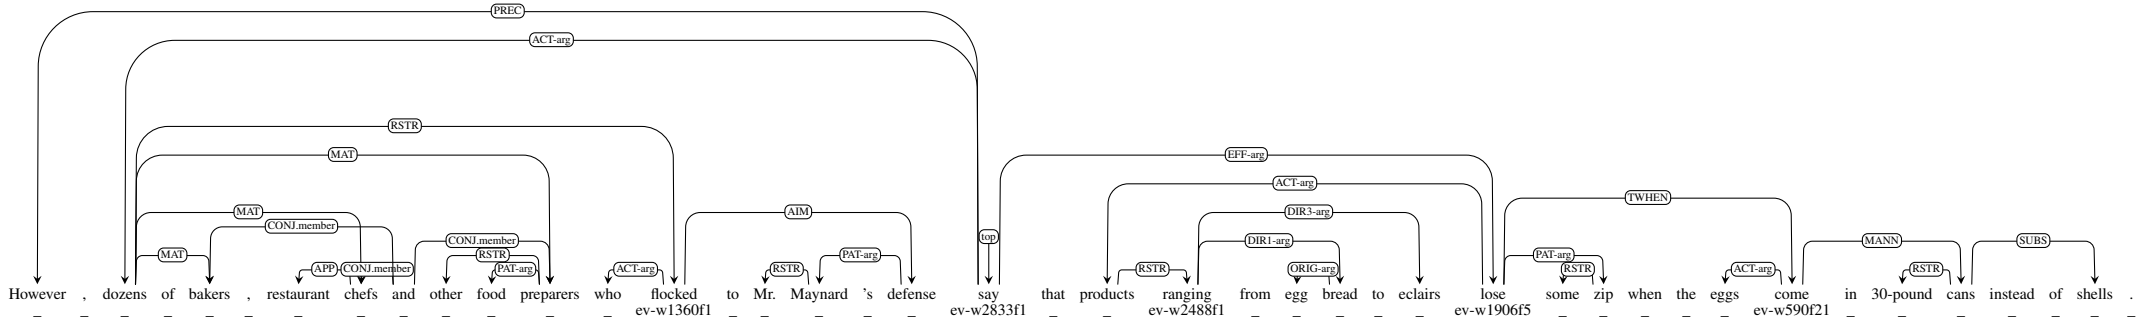 PREC
ACT-arg
RSTR
MAT EFF-arg
ACT-arg
TWHEN
MAT AIM DIR3-arg
CONJ.member
top
CONJ.member DIR1-arg MANN SUBS
MAT RSTR PAT-arg PAT-arg
APP CONJ.member PAT-arg ACT-arg RSTR RSTR ORIG-arg RSTR ACT-arg RSTR
However , dozens of bakers , restaurant chefs and other food preparers who flocked to Mr. Maynard 's defense say that products ranging from egg bread to eclairs lose some zip when the eggs come in 30-pound cans instead of shells .
_ _ _ _ _ _ _ _ _ _ _ _ _ ev-w1360f1 _ _ _ _ _ ev-w2833f1 _ _ ev-w2488f1 _ _ _ _ _ ev-w1906f5 _ _ _ _ _ ev-w590f21 _ _ _ _ _ _ _